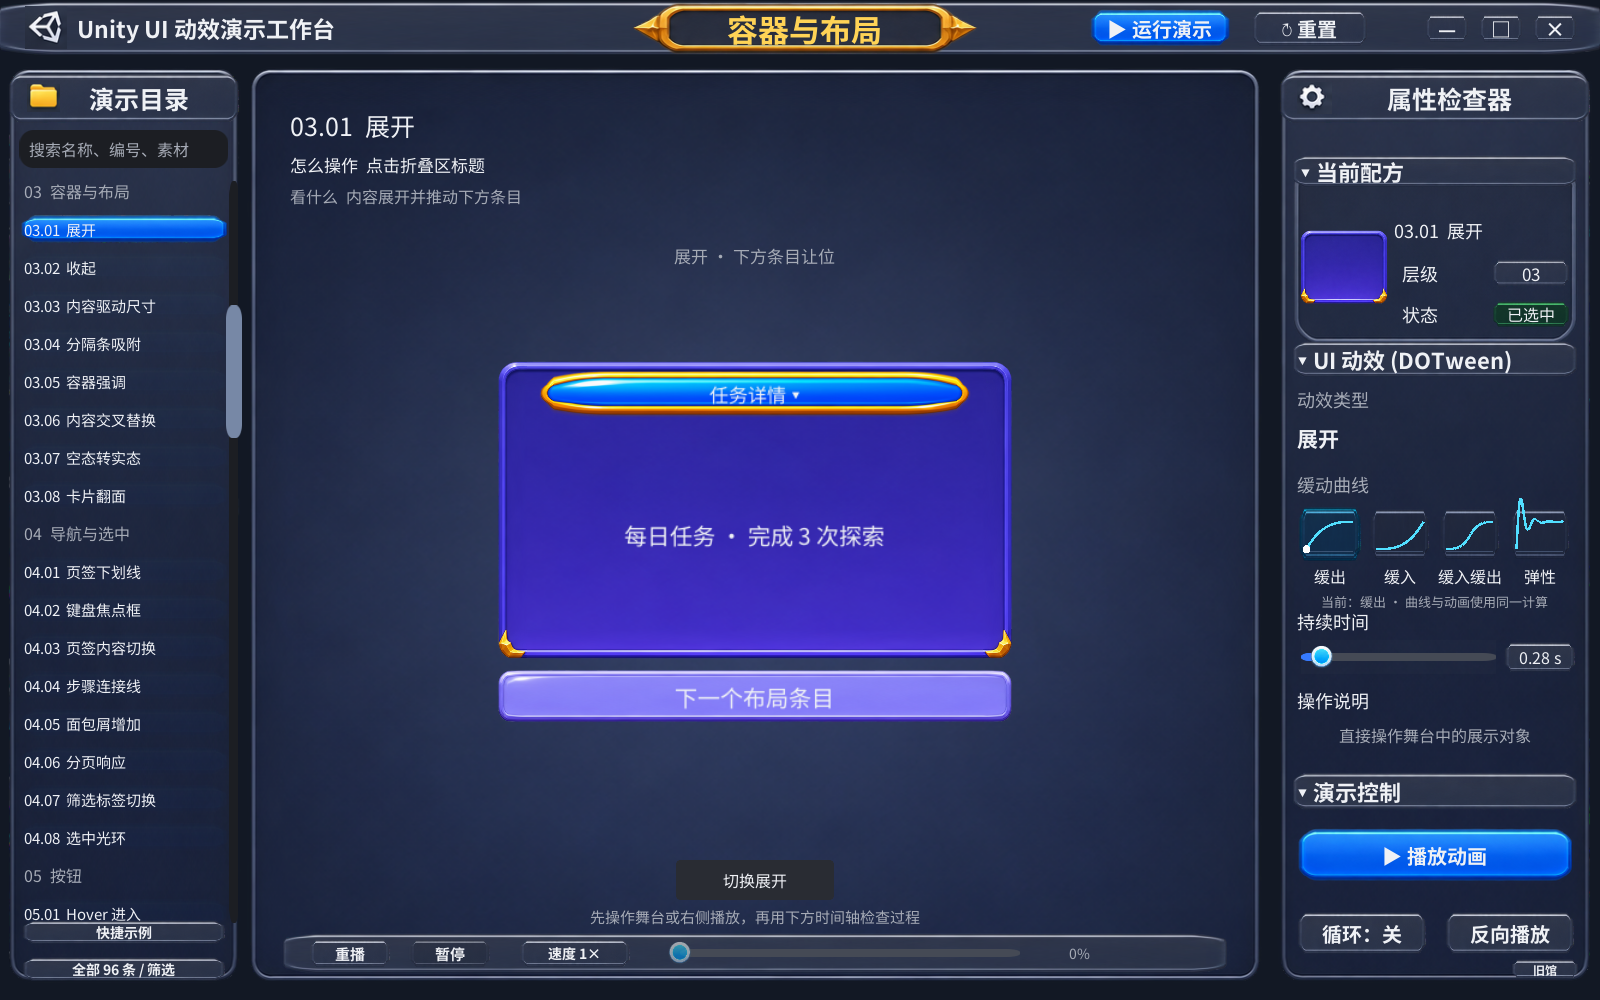 Unity UI 动效演示工作台
容器与布局
▶ 运行演示
↻ 重置
演示目录
搜索名称、编号、素材
03 容器与布局
03.01 展开
03.02 收起
03.03 内容驱动尺寸
03.04 分隔条吸附
03.05 容器强调
03.06 内容交叉替换
03.07 空态转实态
03.08 卡片翻面
04 导航与选中
04.01 页签下划线
04.02 键盘焦点框
04.03 页签内容切换
04.04 步骤连接线
04.05 面包屑增加
04.06 分页响应
04.07 筛选标签切换
04.08 选中光环
05 按钮
05.01 Hover 进入
快捷示例
全部 96 条 / 筛选
03.01 展开
怎么操作 点击折叠区标题
看什么 内容展开并推动下方条目
展开 · 下方条目让位
任务详情 ▾
每日任务 · 完成 3 次探索
下一个布局条目
切换展开
先操作舞台或右侧播放，再用下方时间轴检查过程
重播
暂停
速度 1×
0%
属性检查器
▾ 当前配方
03.01 展开
层级
03
状态
已选中
▾ UI 动效 (DOTween)
动效类型
展开
缓动曲线
缓出
缓入
缓入缓出
弹性
当前：缓出 · 曲线与动画使用同一计算
持续时间
0.28 s
操作说明
直接操作舞台中的展示对象
▾ 演示控制
▶ 播放动画
循环：关
反向播放
旧馆